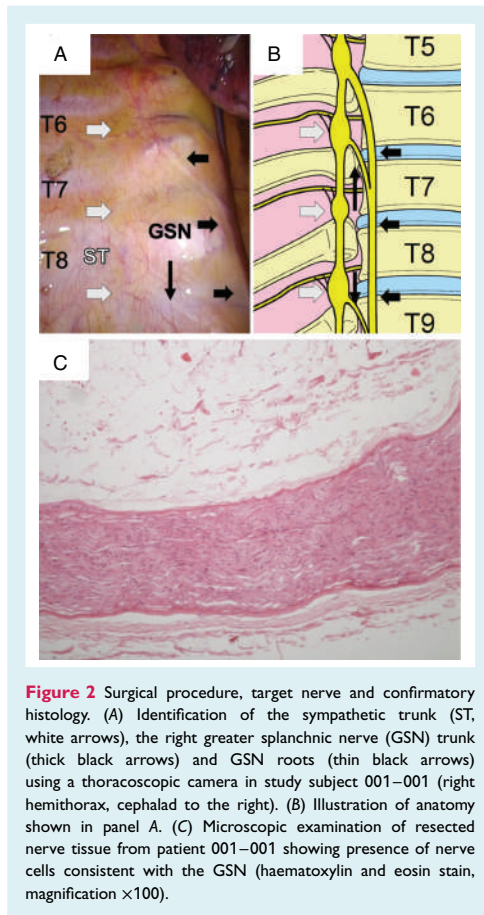 A
B
T5
T6
T6
T7
T7
GSN
T8
ST
T8
T9
C
Figure 2 Surgical procedure, target nerve and confirmatory
histology. (A) Identification of the sympathetic trunk (ST,
white arrows), the right greater splanchnic nerve (GSN) trunk
(thick black arrows) and GSN roots (thin black arrows)
using a thoracoscopic camera in study subject 001–001 (right
hemithorax, cephalad to the right). (B) Illustration of anatomy
shown in panel A. (C) Microscopic examination of resected
nerve tissue from patient 001–001 showing presence of nerve
cells consistent with the GSN (haematoxylin and eosin stain,
magnification ×100).